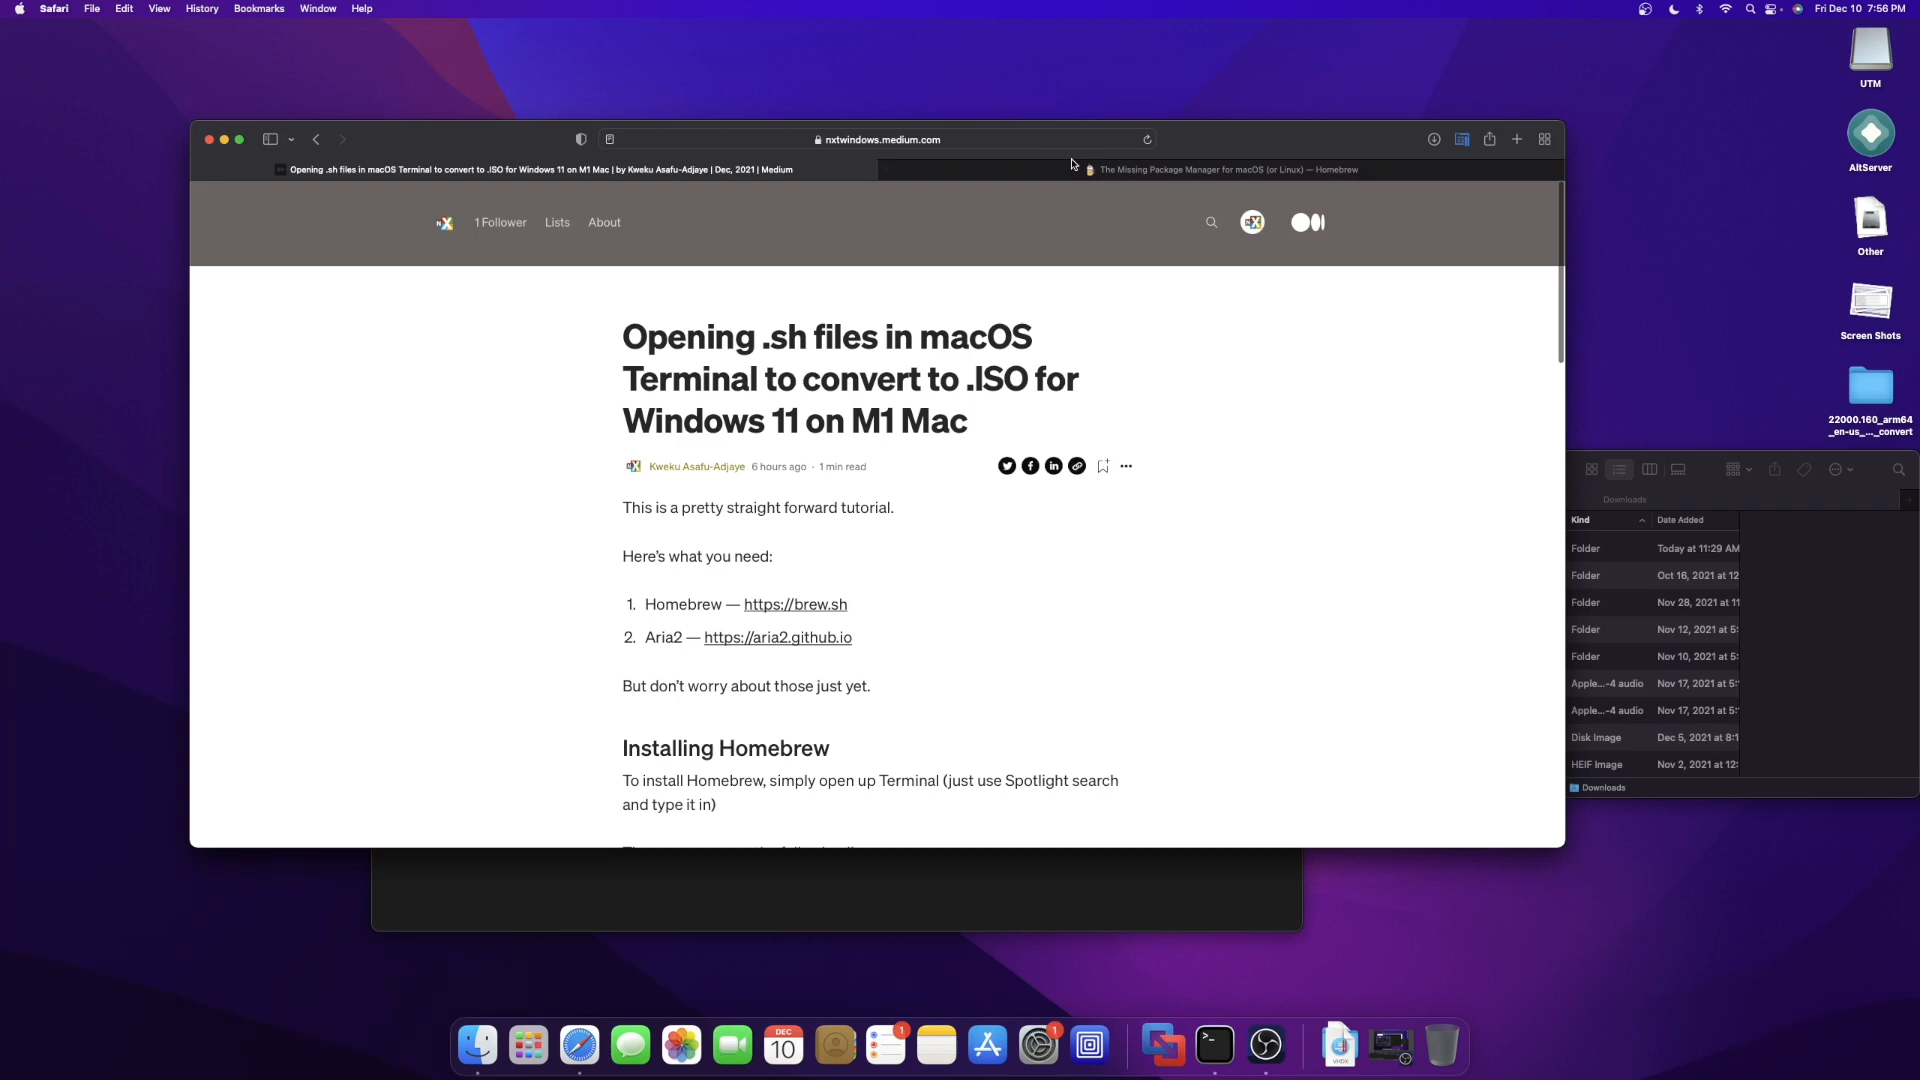 Safari File Edit View History Bookmarks Window Help
Fri Dec 10 7:56 PM
UTM
AltServer
Other
Screen Shots
22000.160_arm64
_en-us_..._convert
nxtwindows.medium.com
Opening .sh files in macOS Terminal to convert to .ISO for Windows 11 on M1 Mac | by Kweku Asafu-Adjaye | Dec, 2021 | Medium
The Missing Package Manager for macOS (or Linux) — Homebrew
1 Follower Lists About
Opening .sh files in macOS
Terminal to convert to .ISO for
Windows 11 on M1 Mac
Kweku Asafu-Adjaye 6 hours ago · 1 min read
This is a pretty straight forward tutorial.
Here's what you need:
1. Homebrew — https://brew.sh
2. Aria2 — https://aria2.github.io
But don't worry about those just yet.
Installing Homebrew
To install Homebrew, simply open up Terminal (just use Spotlight search
and type it in)
Downloads
Kind Date Added
Folder Today at 11:29 AM
Folder Oct 16, 2021 at 12
Folder Nov 28, 2021 at 11
Folder Nov 12, 2021 at 5:
Folder Nov 10, 2021 at 5:
Apple...-4 audio Nov 17, 2021 at 5:
Apple...-4 audio Nov 17, 2021 at 5:
Disk Image Dec 5, 2021 at 8:1
HEIF Image Nov 2, 2021 at 12:
Downloads
DEC
10
1
1
VHDX